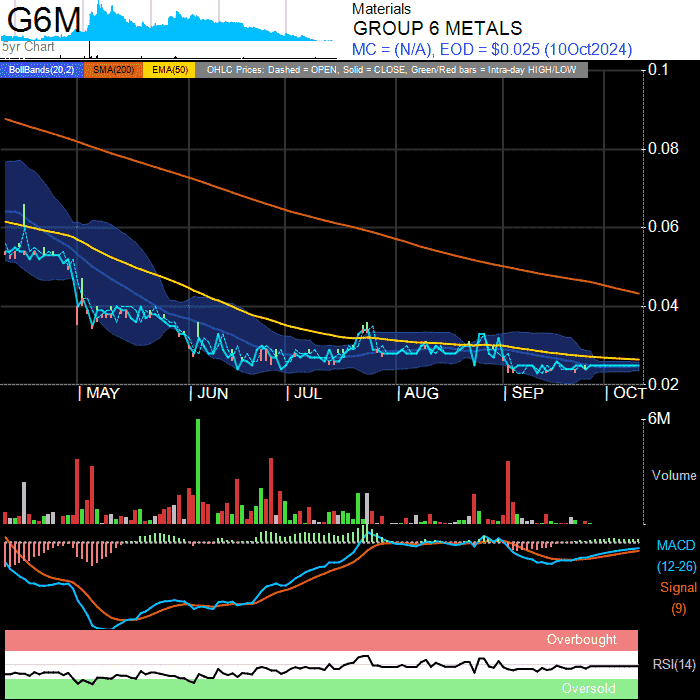 G6M
5yr Chart
Materials
GROUP 6 METALS
MC = (N/A), EOD = $0.025 (10Oct2024)
BollBands(20,2) SMA(200) EMA(50) OHLC Prices: Dashed = OPEN, Solid = CLOSE, Green/Red bars = Intra-day HIGH/LOW
0.1
0.08
0.06
0.04
0.02
| MAY | JUN | JUL | AUG | SEP | OCT
6M
Volume
MACD
(12-26)
Signal
(9)
Overbought
RSI(14)
Oversold